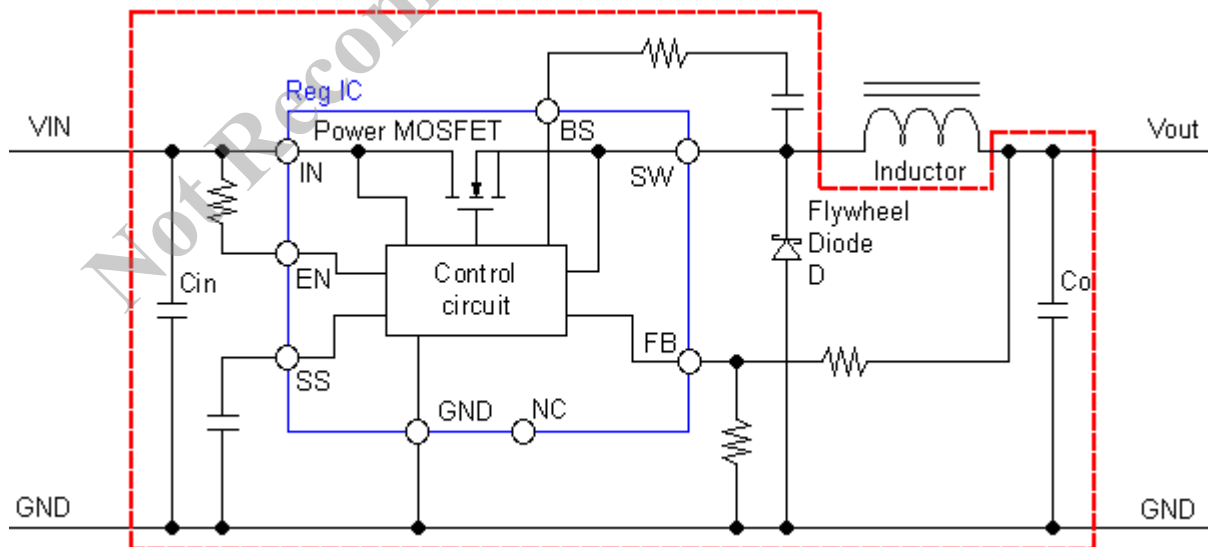 Not Recom
Reg.IC
VIN
Power MOSFET
BS
Vout
IN
SW
Inductor
Flywheel
Diode
D
EN
Control
circuit
Cin
Co
FB
SS
GND
NC
GND
GND